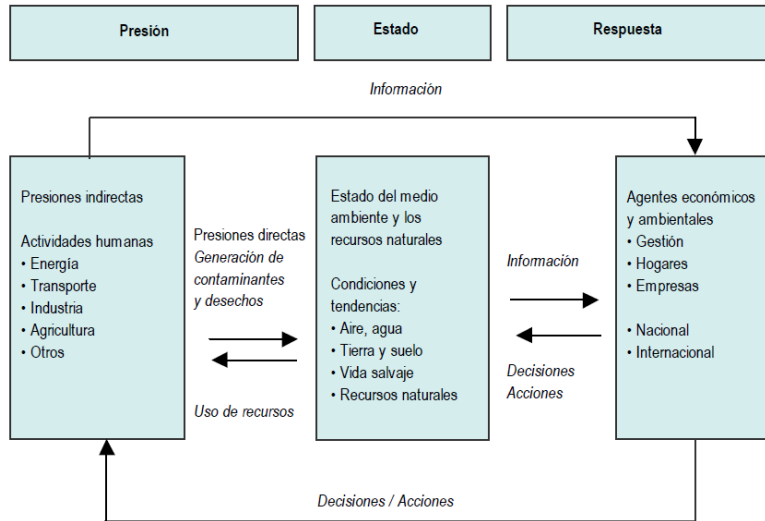 Presión
Estado
Respuesta
Información
Presiones indirectas
Actividades humanas
• Energía
• Transporte
• Industria
• Agricultura
• Otros
Presiones directas
Generación de
contaminantes
y desechos
Uso de recursos
Estado del medio
ambiente y los
recursos naturales
Condiciones y
tendencias:
• Aire, agua
• Tierra y suelo
• Vida salvaje
• Recursos naturales
Información
Decisiones
Acciones
Agentes económicos
y ambientales
• Gestión
• Hogares
• Empresas
• Nacional
• Internacional
Decisiones / Acciones